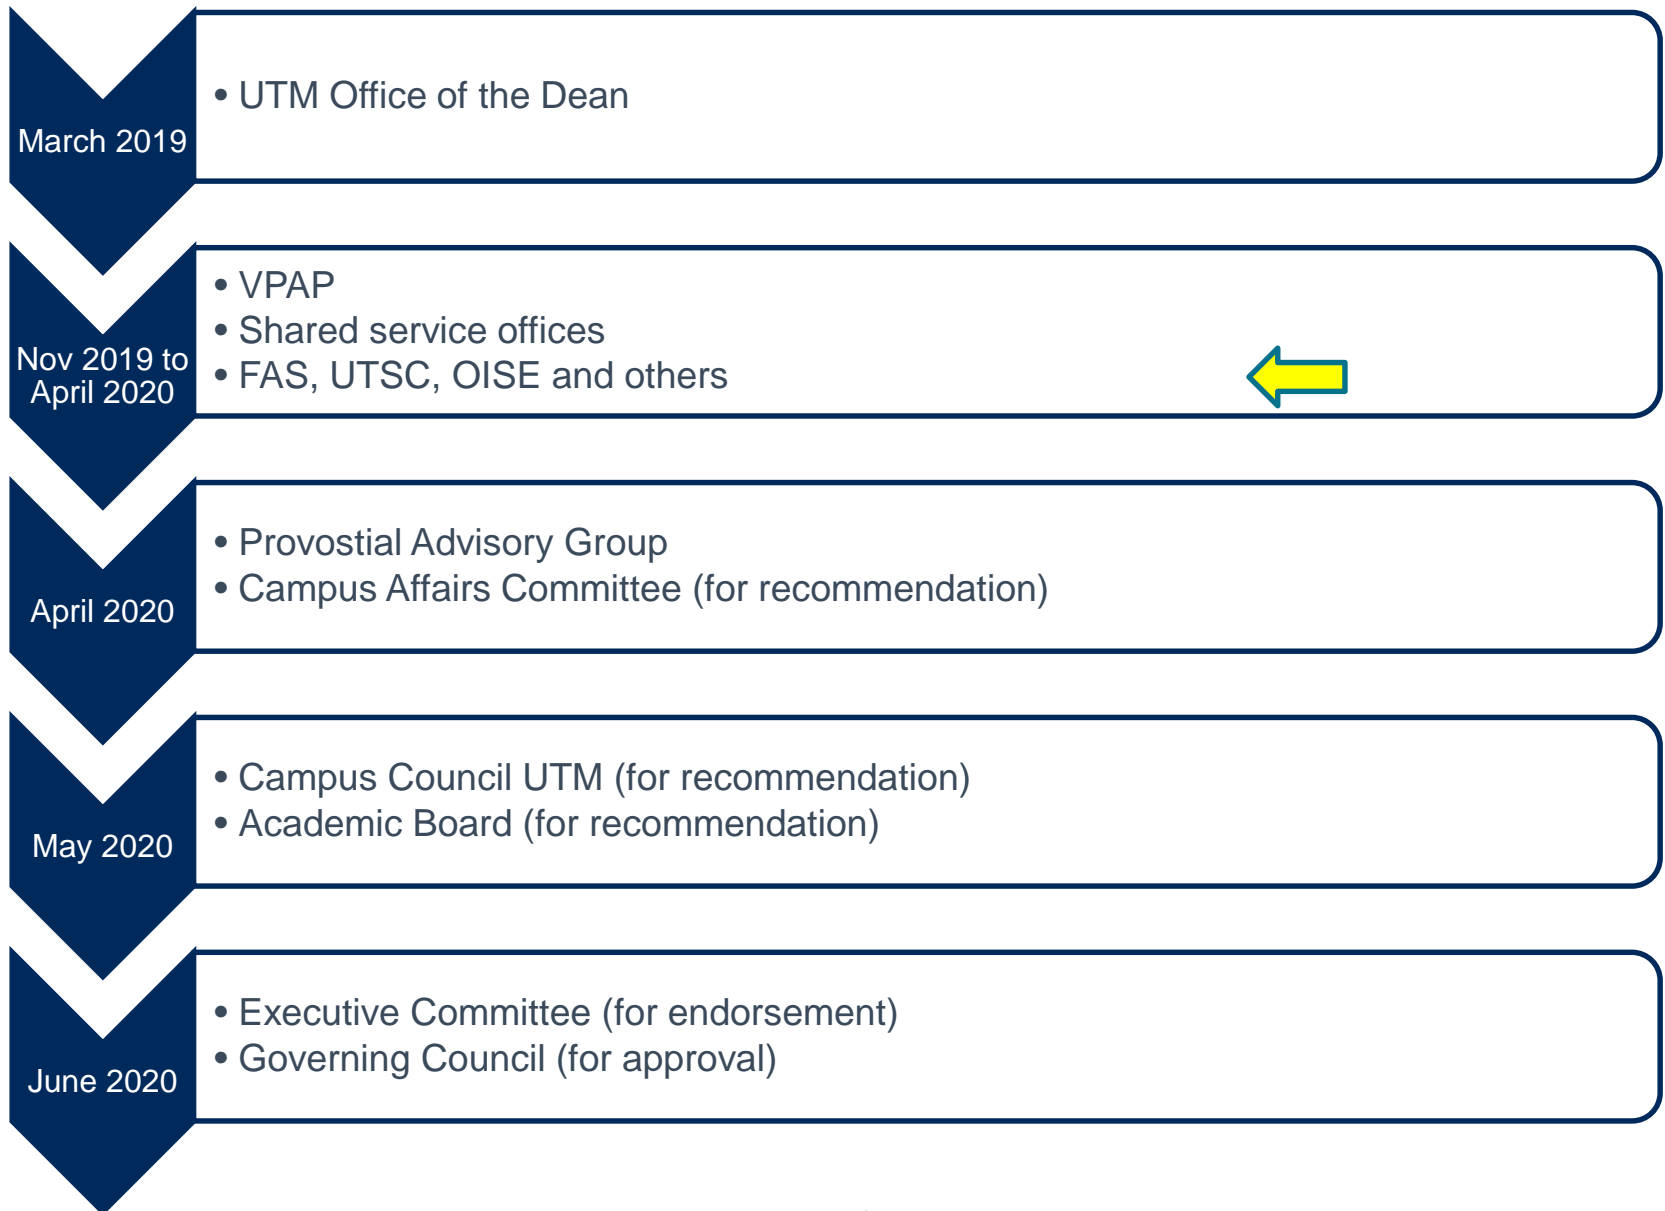 March 2019
• UTM Office of the Dean
Nov 2019 to
April 2020
• VPAP
• Shared service offices
• FAS, UTSC, OISE and others
April 2020
• Provostial Advisory Group
• Campus Affairs Committee (for recommendation)
May 2020
• Campus Council UTM (for recommendation)
• Academic Board (for recommendation)
June 2020
• Executive Committee (for endorsement)
• Governing Council (for approval)